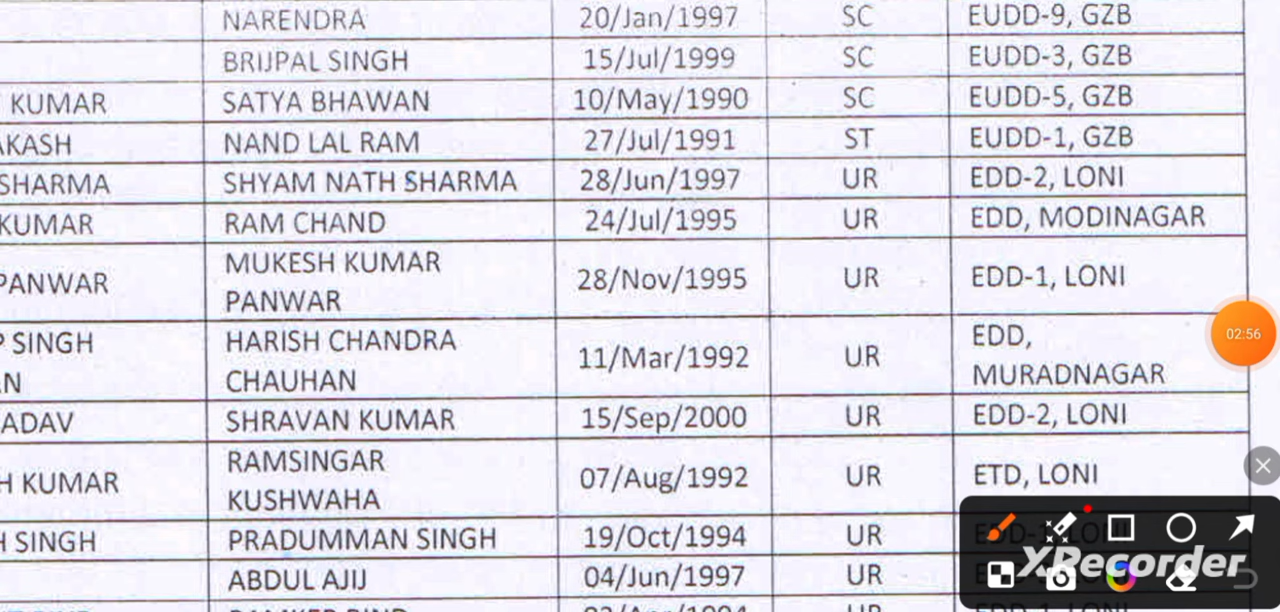 NARENDRA 20/Jan/1997 SC EUDD-9, GZB
BRIJPAL SINGH 15/Jul/1999 SC EUDD-3, GZB
KUMAR SATYA BHAWAN 10/May/1990 SC EUDD-5, GZB
AKASH NAND LAL RAM 27/Jul/1991 ST EUDD-1, GZB
SHARMA SHYAM NATH SHARMA 28/Jun/1997 UR EDD-2, LONI
KUMAR RAM CHAND 24/Jul/1995 UR EDD, MODINAGAR
PANWAR MUKESH KUMAR
PANWAR 28/Nov/1995 UR EDD-1, LONI
P SINGH HARISH CHANDRA
CHAUHAN 11/Mar/1992 UR EDD,
MURADNAGAR
ADAV SHRAVAN KUMAR 15/Sep/2000 UR EDD-2, LONI
H KUMAR RAMSINGAR
KUSHWAHA 07/Aug/1992 UR ETD, LONI
H SINGH PRADUMMAN SINGH 19/Oct/1994 UR
ABDUL AJIJ 04/Jun/1997 UR
02:56
XRecorder